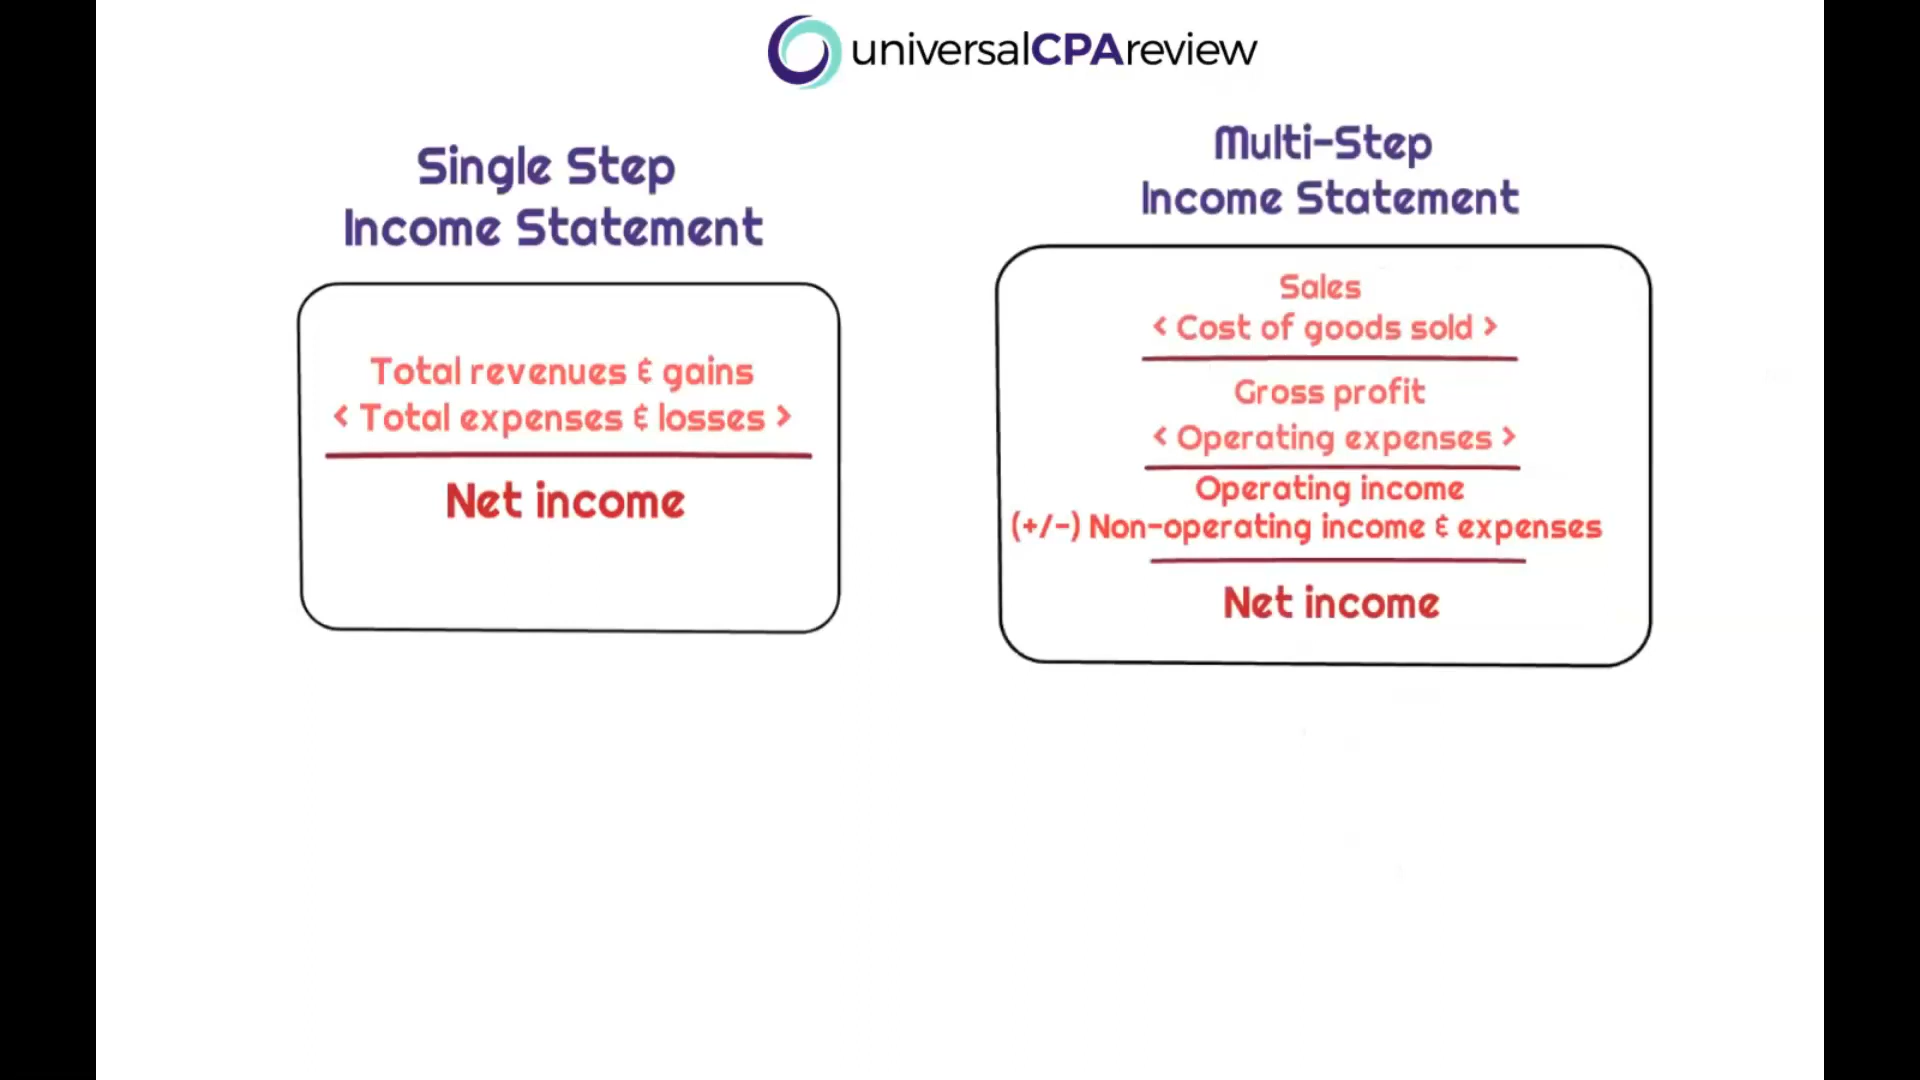 universalCPAreview
Single Step
Income Statement
Total revenues & gains
< Total expenses & losses >
Net income
Multi-Step
Income Statement
Sales
< Cost of goods sold >
Gross profit
< Operating expenses >
Operating income
(+/-) Non-operating income & expenses
Net income